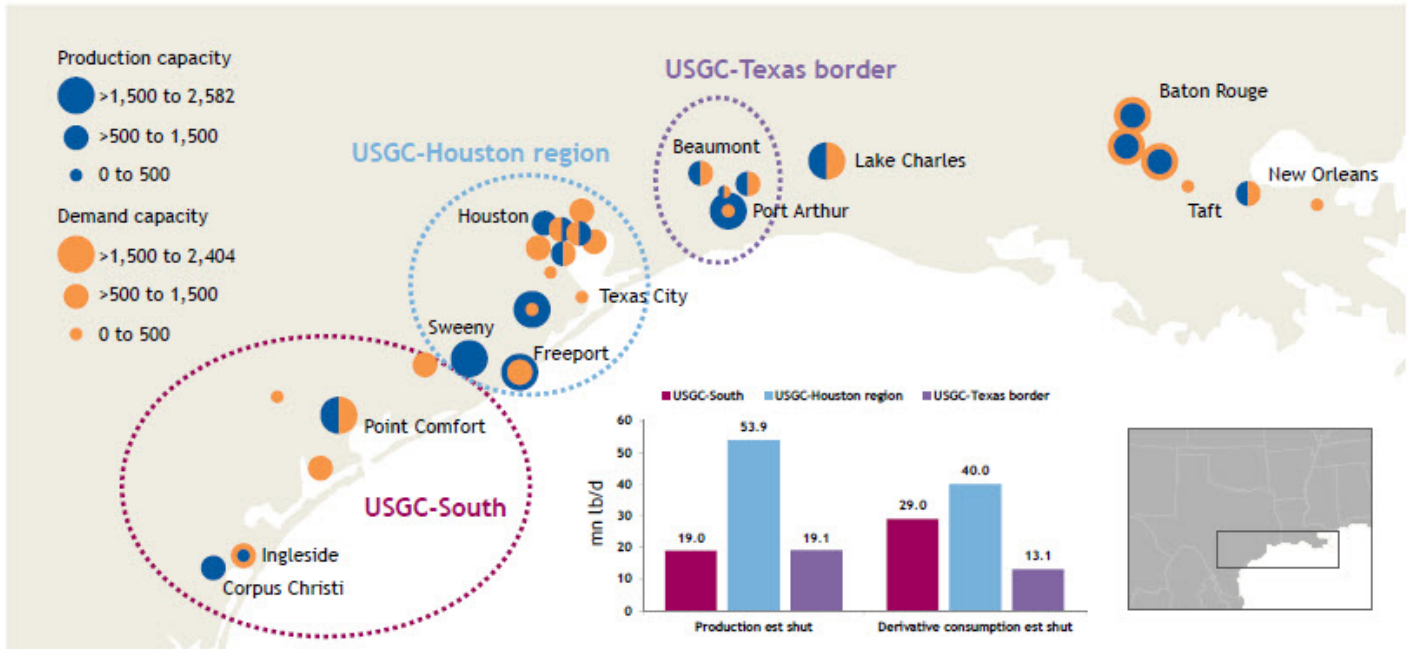 Production capacity
>1,500 to 2,582
>500 to 1,500
0 to 500
Demand capacity
>1,500 to 2,404
>500 to 1,500
0 to 500
USGC-Texas border
Beaumont
Port Arthur
Lake Charles
Baton Rouge
New Orleans
Taft
USGC-Houston region
Houston
Texas City
Sweeny
Freeport
Point Comfort
USGC-South
Ingleside
Corpus Christi
USGC-South USGC-Houston region USGC-Texas border
mn lb/d
60
50
40
30
20
10
0
19.0
53.9
19.1
29.0
40.0
13.1
Production est shut
Derivative consumption est shut